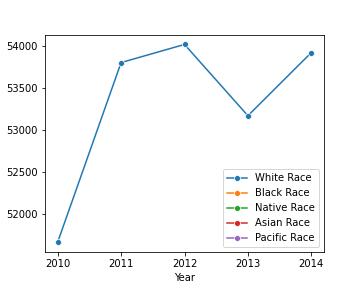 54000
53500
53000
52500
52000
2010 2011 2012 2013 2014
Year
White Race
Black Race
Native Race
Asian Race
Pacific Race